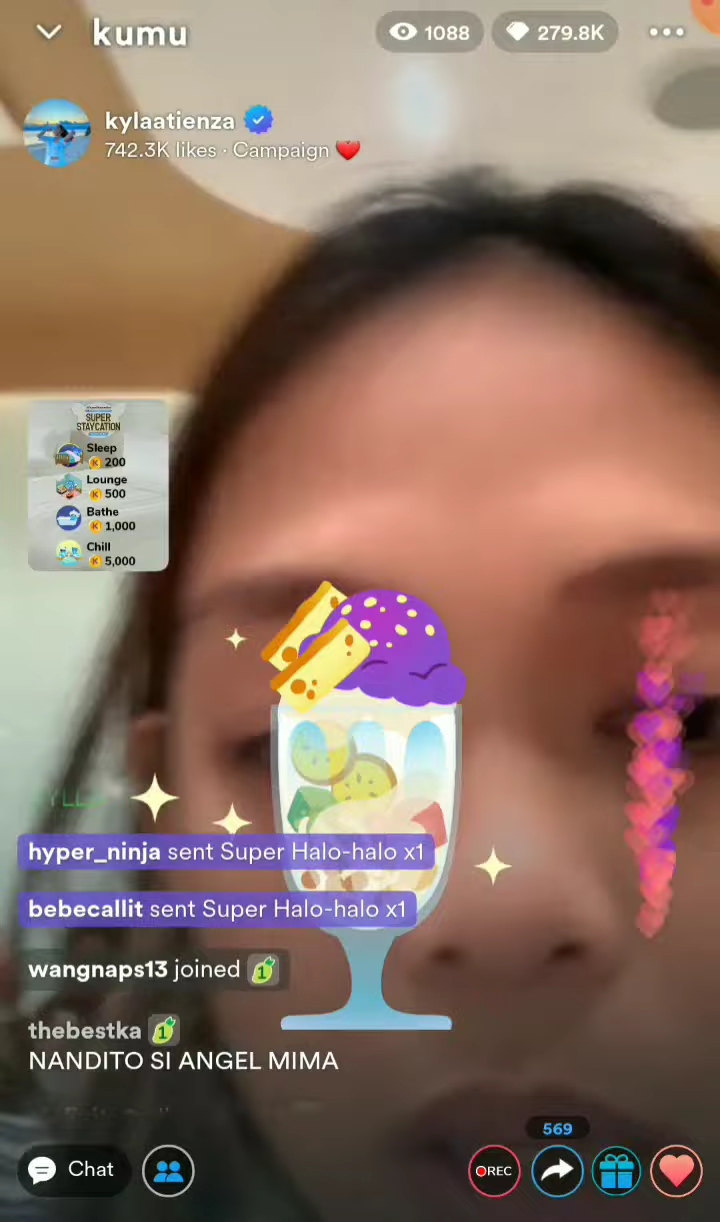 kumu
1088
279.8K
kylaatienza
742.3K likes · Campaign
SUPER
STAYCATION
Sleep
K 200
Lounge
K 500
Bathe
K 1,000
Chill
K 5,000
hyper_ninja sent Super Halo-halo x1
bebecallit sent Super Halo-halo x1
wangnaps13 joined 1
thebestka 1
NANDITO SI ANGEL MIMA
569
Chat
REC